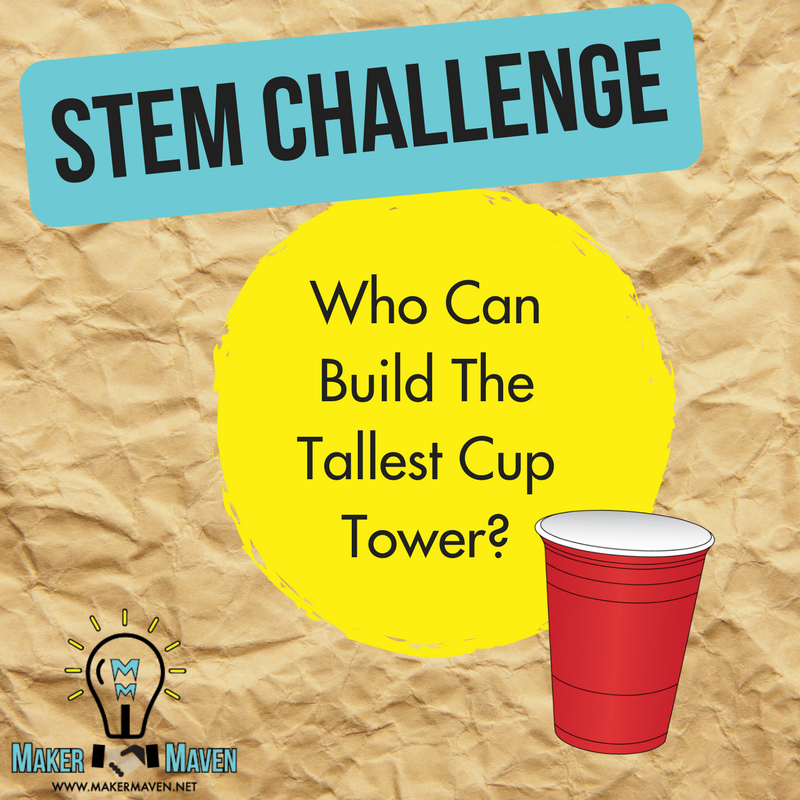 STEM CHALLENGE
Who Can
Build The
Tallest Cup
Tower?
M
M
MAKER MAVEN
WWW.MAKERMAVEN.NET